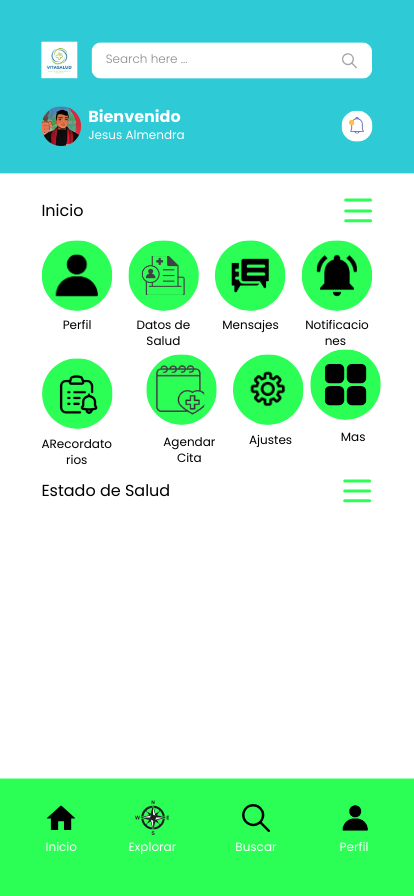 VITASALUD
Search here ...
Bienvenido
Jesus Almendra
Inicio
Perfil
Datos de
Salud
Mensajes
Notificacio
nes
ARecordato
rios
Agendar
Cita
Ajustes
Mas
Estado de Salud
N
W E
S
Inicio
Explorar
Buscar
Perfil